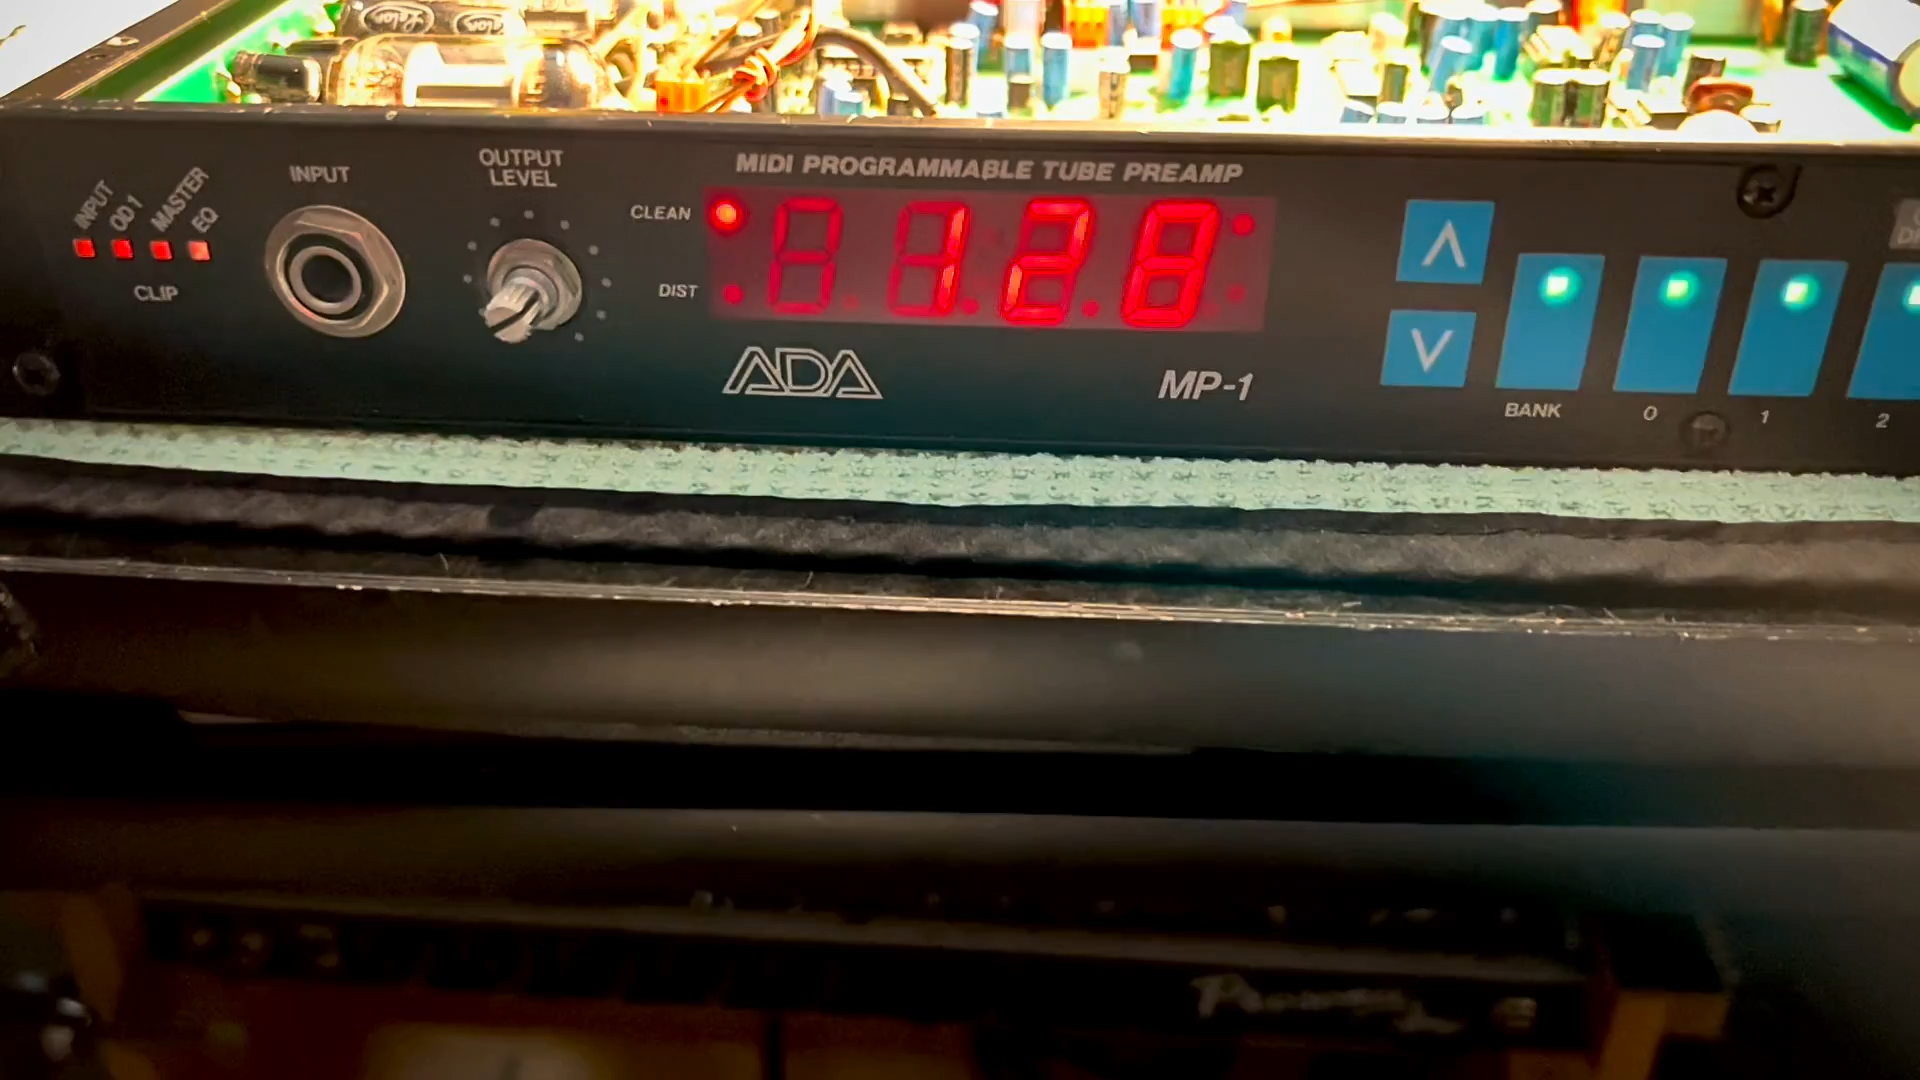 INPUT
OD1
MASTER
EQ
CLIP
INPUT
OUTPUT
LEVEL
MIDI PROGRAMMABLE TUBE PREAMP
CLEAN
DIST
128
ADA
MP-1
BANK
0
1
2